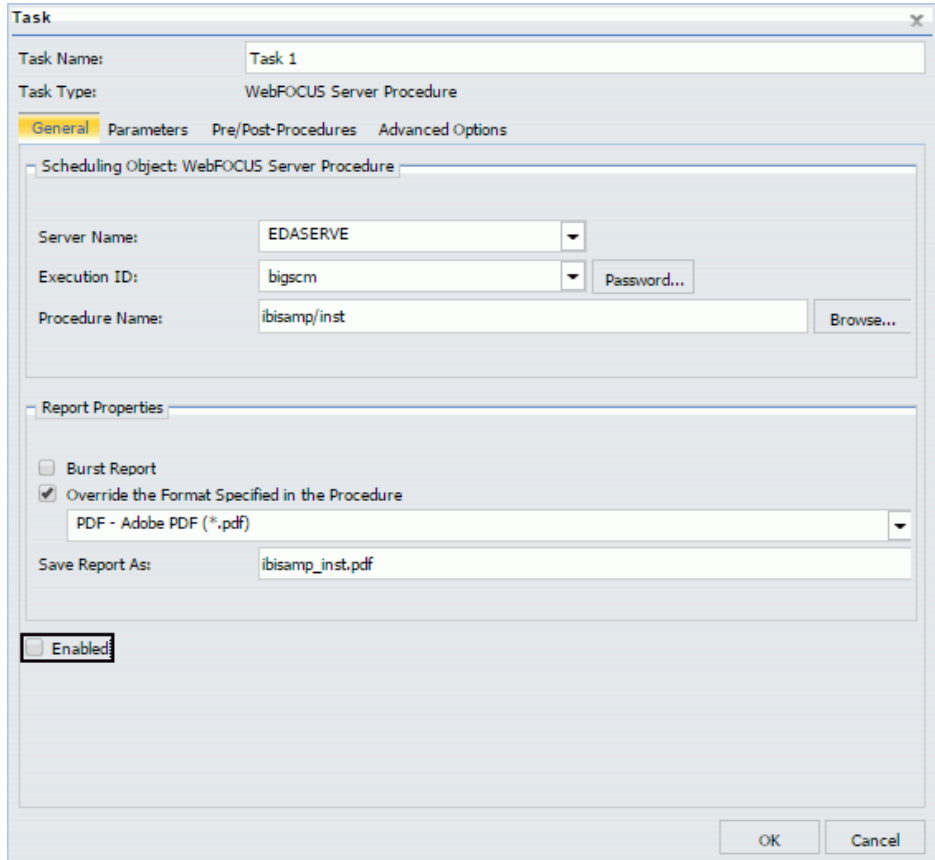 Task
Task Name: Task 1
Task Type: WebFOCUS Server Procedure
General Parameters Pre/Post-Procedures Advanced Options
Scheduling Object: WebFOCUS Server Procedure
Server Name: EDASERVE
Execution ID: bigscm Password...
Procedure Name: ibisamp/inst Browse...
Report Properties
Burst Report
Override the Format Specified in the Procedure
PDF - Adobe PDF (*.pdf)
Save Report As: ibisamp_inst.pdf
Enabled
OK Cancel